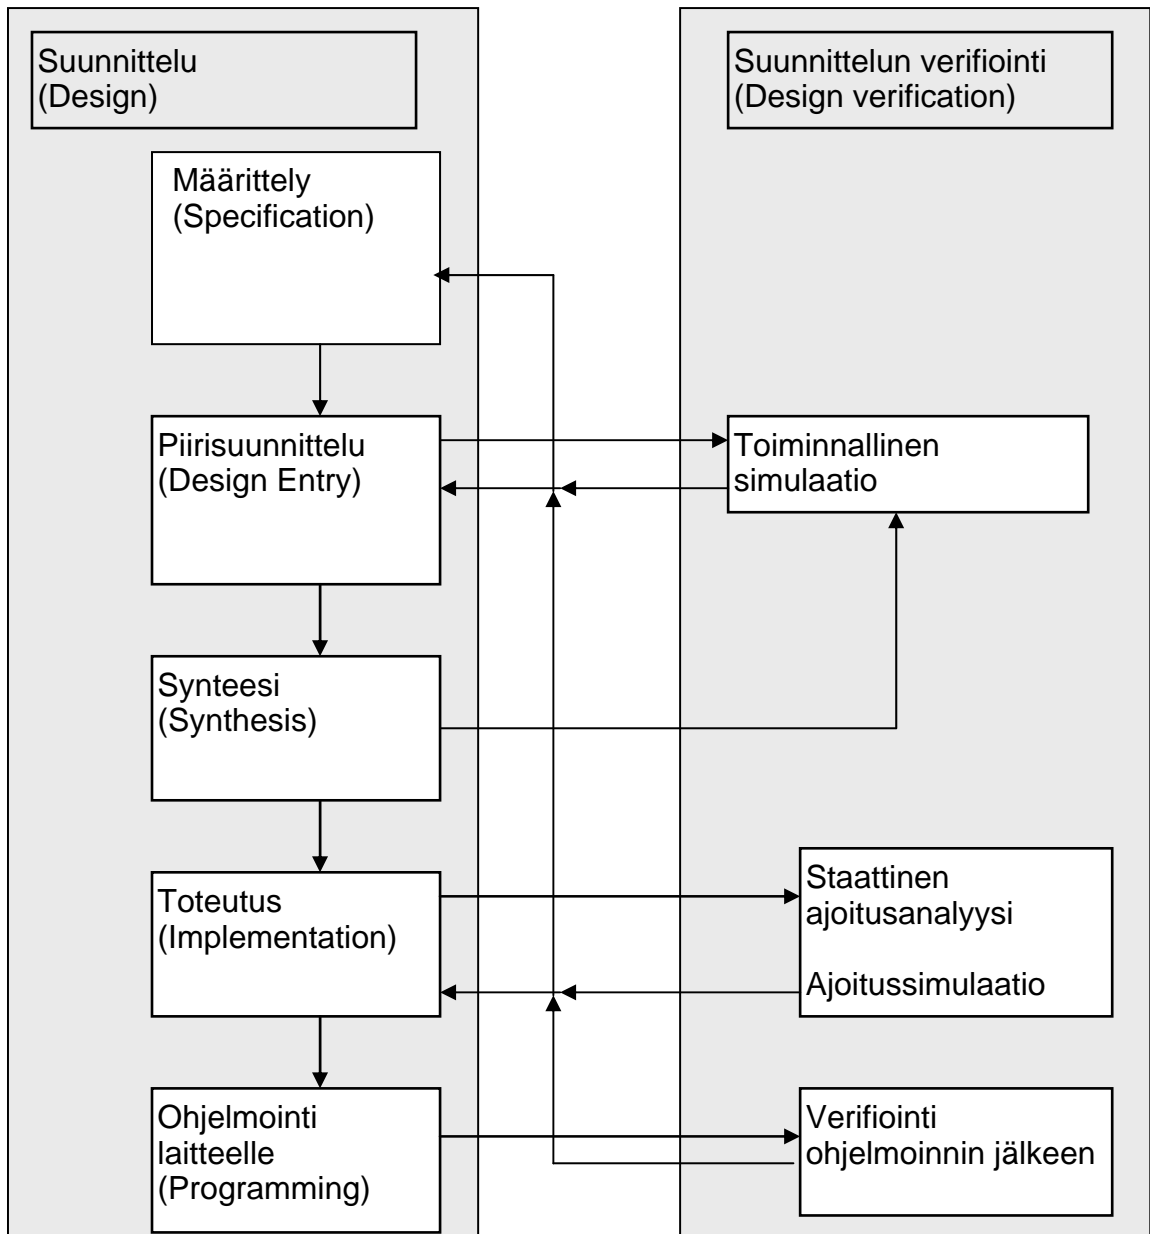 Suunnittelu
(Design)
Suunnittelun verifiointi
(Design verification)
Määrittely
(Specification)
Piirisuunnittelu
(Design Entry)
Toiminnallinen
simulaatio
Synteesi
(Synthesis)
Toteutus
(Implementation)
Staattinen
ajoitusanalyysi
Ajoitussimulaatio
Ohjelmointi
laitteelle
(Programming)
Verifiointi
ohjelmoinnin jälkeen